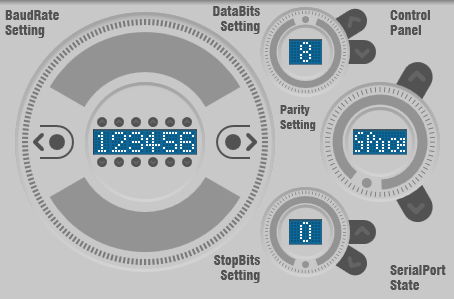 BaudRate
Setting
DataBits
Setting
Control
Panel
8
Parity
Setting
123456
Space
0
StopBits
Setting
SerialPort
State